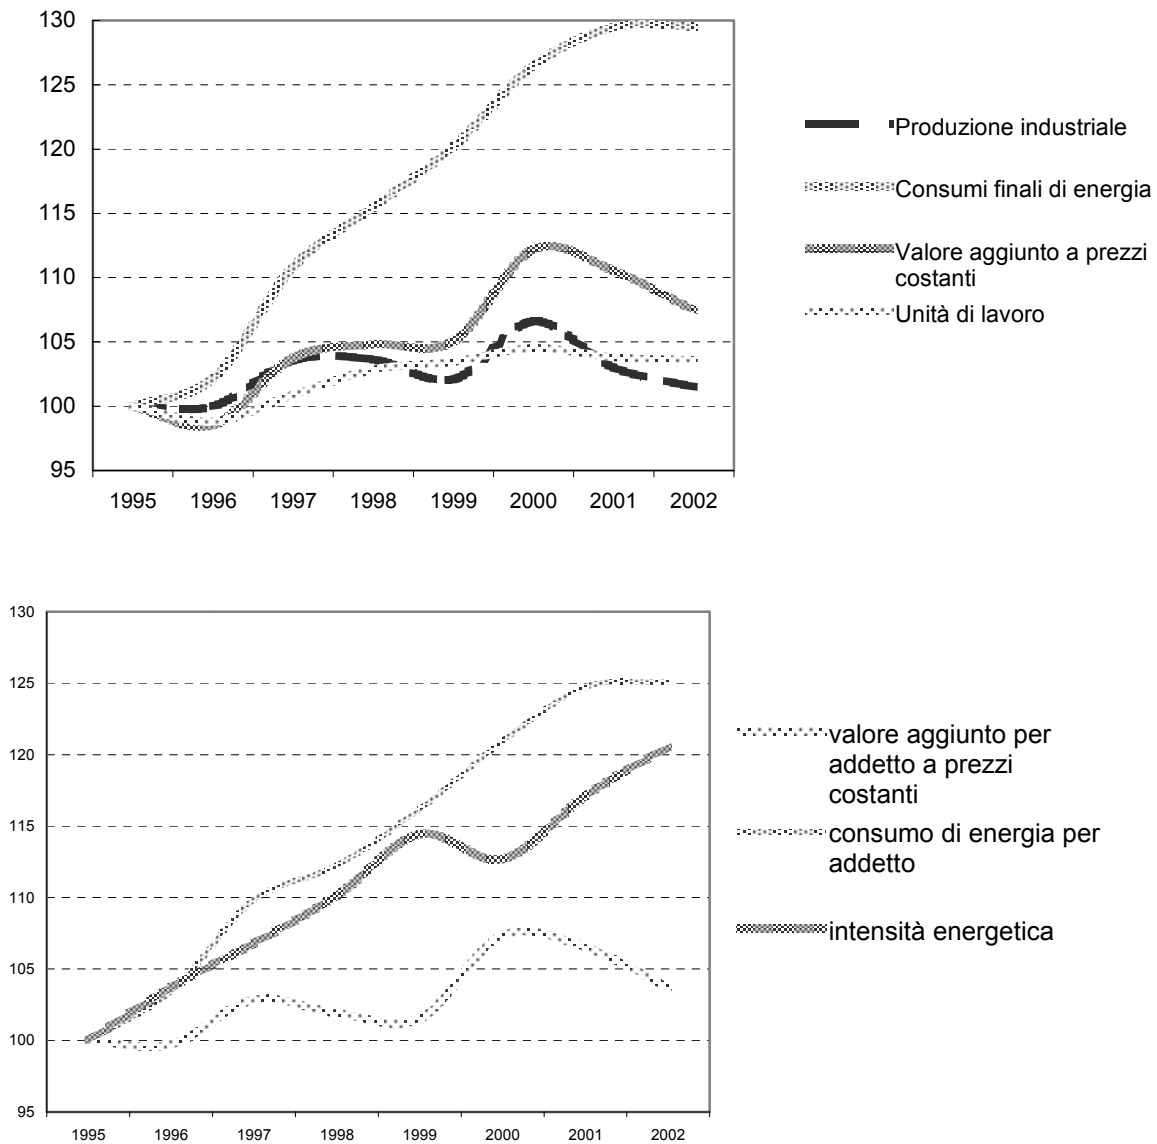 130
125
120
115
110
105
100
95
1995 1996 1997 1998 1999 2000 2001 2002
Produzione industriale
Consumi finali di energia
Valore aggiunto a prezzi
costanti
Unità di lavoro
130
125
120
115
110
105
100
95
1995 1996 1997 1998 1999 2000 2001 2002
valore aggiunto per
addetto a prezzi
costanti
consumo di energia per
addetto
intensità energetica